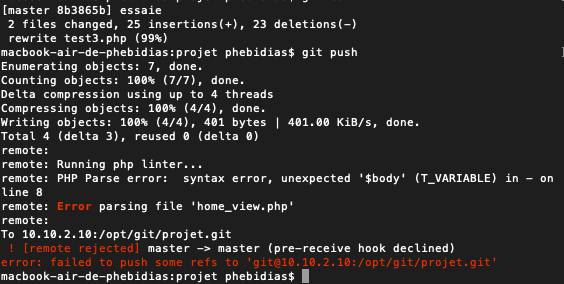 [master 8b3865b] essaie
2 files changed, 25 insertions(+), 23 deletions(-)
rewrite test3.php (99%)
macbook-air-de-phebidias:projet phebidias$ git push
Enumerating objects: 7, done.
Counting objects: 100% (7/7), done.
Delta compression using up to 4 threads
Compressing objects: 100% (4/4), done.
Writing objects: 100% (4/4), 401 bytes | 401.00 KiB/s, done.
Total 4 (delta 3), reused 0 (delta 0)
remote:
remote: Running php linter...
remote: PHP Parse error:  syntax error, unexpected '$body' (T_VARIABLE) in - on
line 8
remote: Error parsing file 'home_view.php'
remote:
To 10.10.2.10:/opt/git/projet.git
! [remote rejected] master -> master (pre-receive hook declined)
error: failed to push some refs to 'git@10.10.2.10:/opt/git/projet.git'
macbook-air-de-phebidias:projet phebidias$